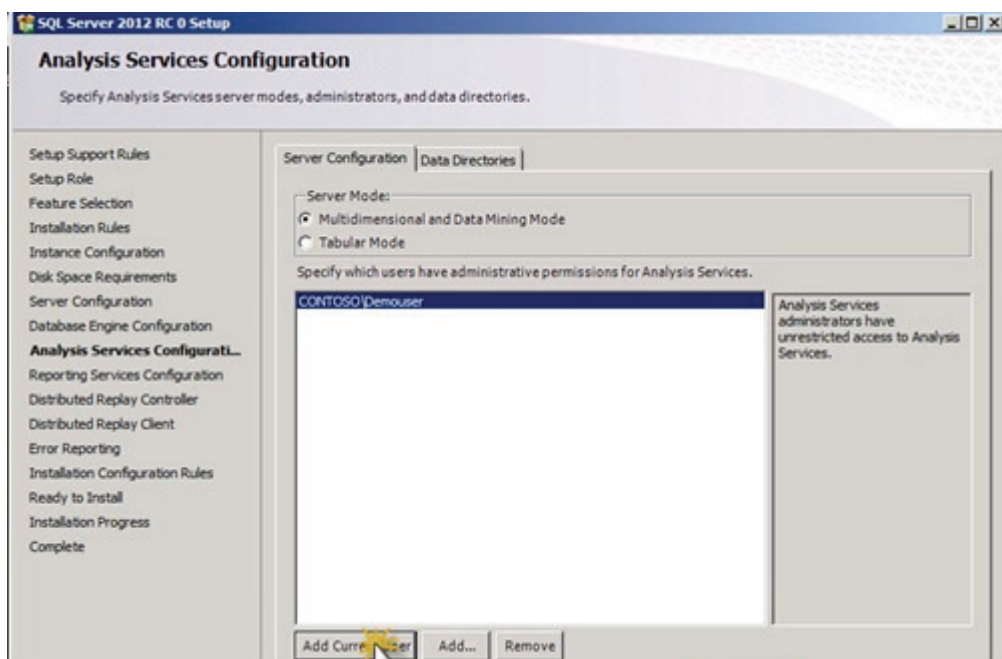 SQL Server 2012 RC 0 Setup
Analysis Services Configuration
Specify Analysis Services server modes, administrators, and data directories.
Setup Support Rules
Setup Role
Feature Selection
Installation Rules
Instance Configuration
Disk Space Requirements
Server Configuration
Database Engine Configuration
Analysis Services Configurati...
Reporting Services Configuration
Distributed Replay Controller
Distributed Replay Client
Error Reporting
Installation Configuration Rules
Ready to Install
Installation Progress
Complete
Server Configuration
Data Directories
Server Mode:
Multidimensional and Data Mining Mode
Tabular Mode
Specify which users have administrative permissions for Analysis Services.
CONTOSO\Demouser
Analysis Services
administrators have
unrestricted access to Analysis
Services.
Add
Add...
Remove